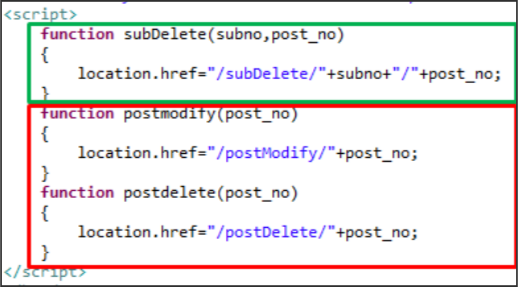 <script>
function subDelete(subno,post_no)
{
location.href="/subDelete/"+subno+"/"+post_no;
}
function postmodify(post_no)
{
location.href="/postModify/"+post_no;
}
function postdelete(post_no)
{
location.href="/postDelete/"+post_no;
}
</script>